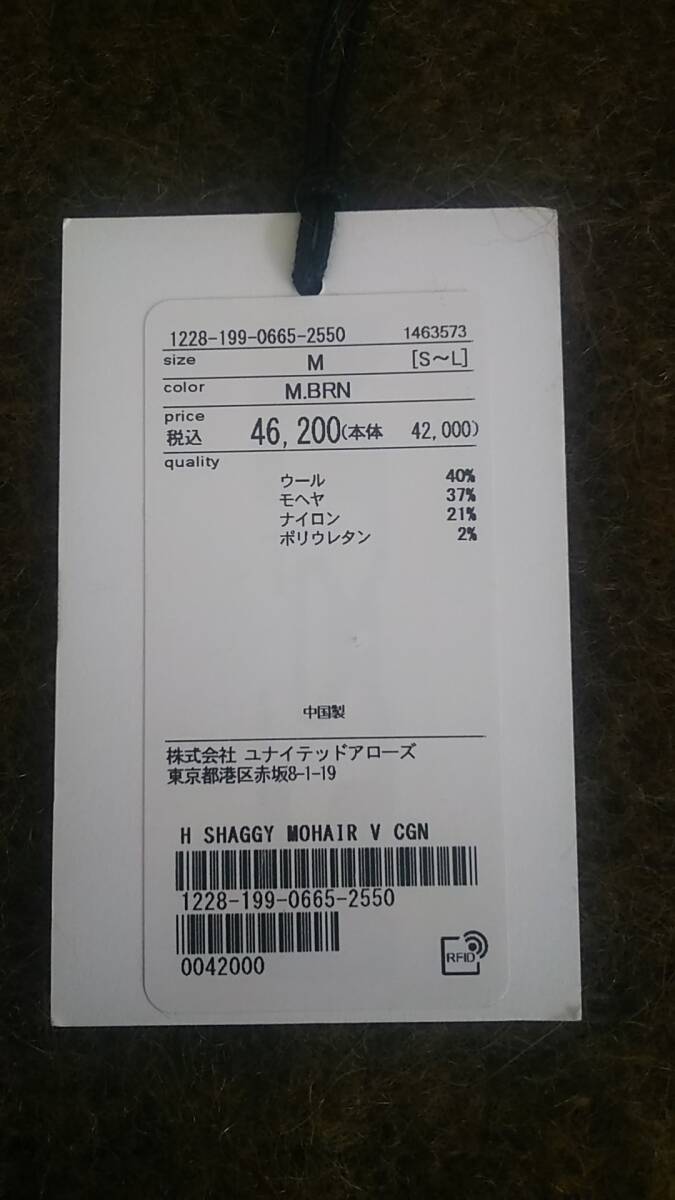 1228-199-0665-2550 1463573
size M [S～L]
color M.BRN
price
税込 46,200(本体 42,000)
quality
ウール 40%
モヘヤ 37%
ナイロン 21%
ポリウレタン 2%
中国製
株式会社 ユナイテッドアローズ
東京都港区赤坂8-1-19
H SHAGGY MOHAIR V CGN
1228-199-0665-2550
0042000
RFID